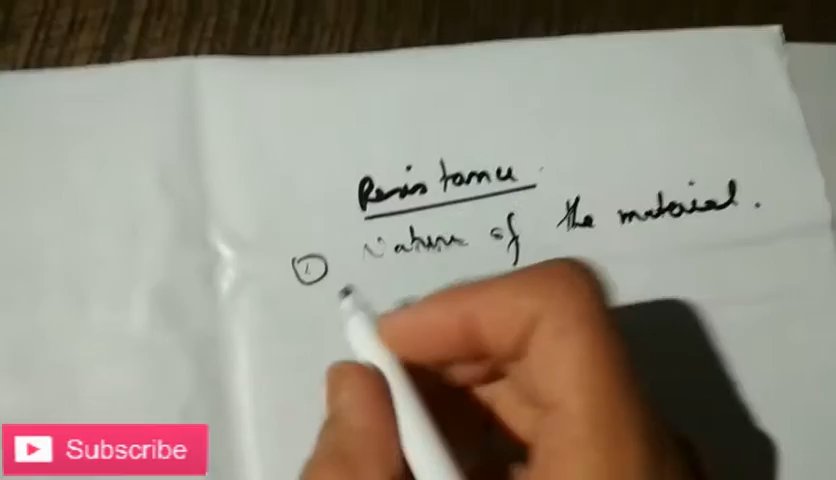 Resistance
① Nature of the material.
Subscribe